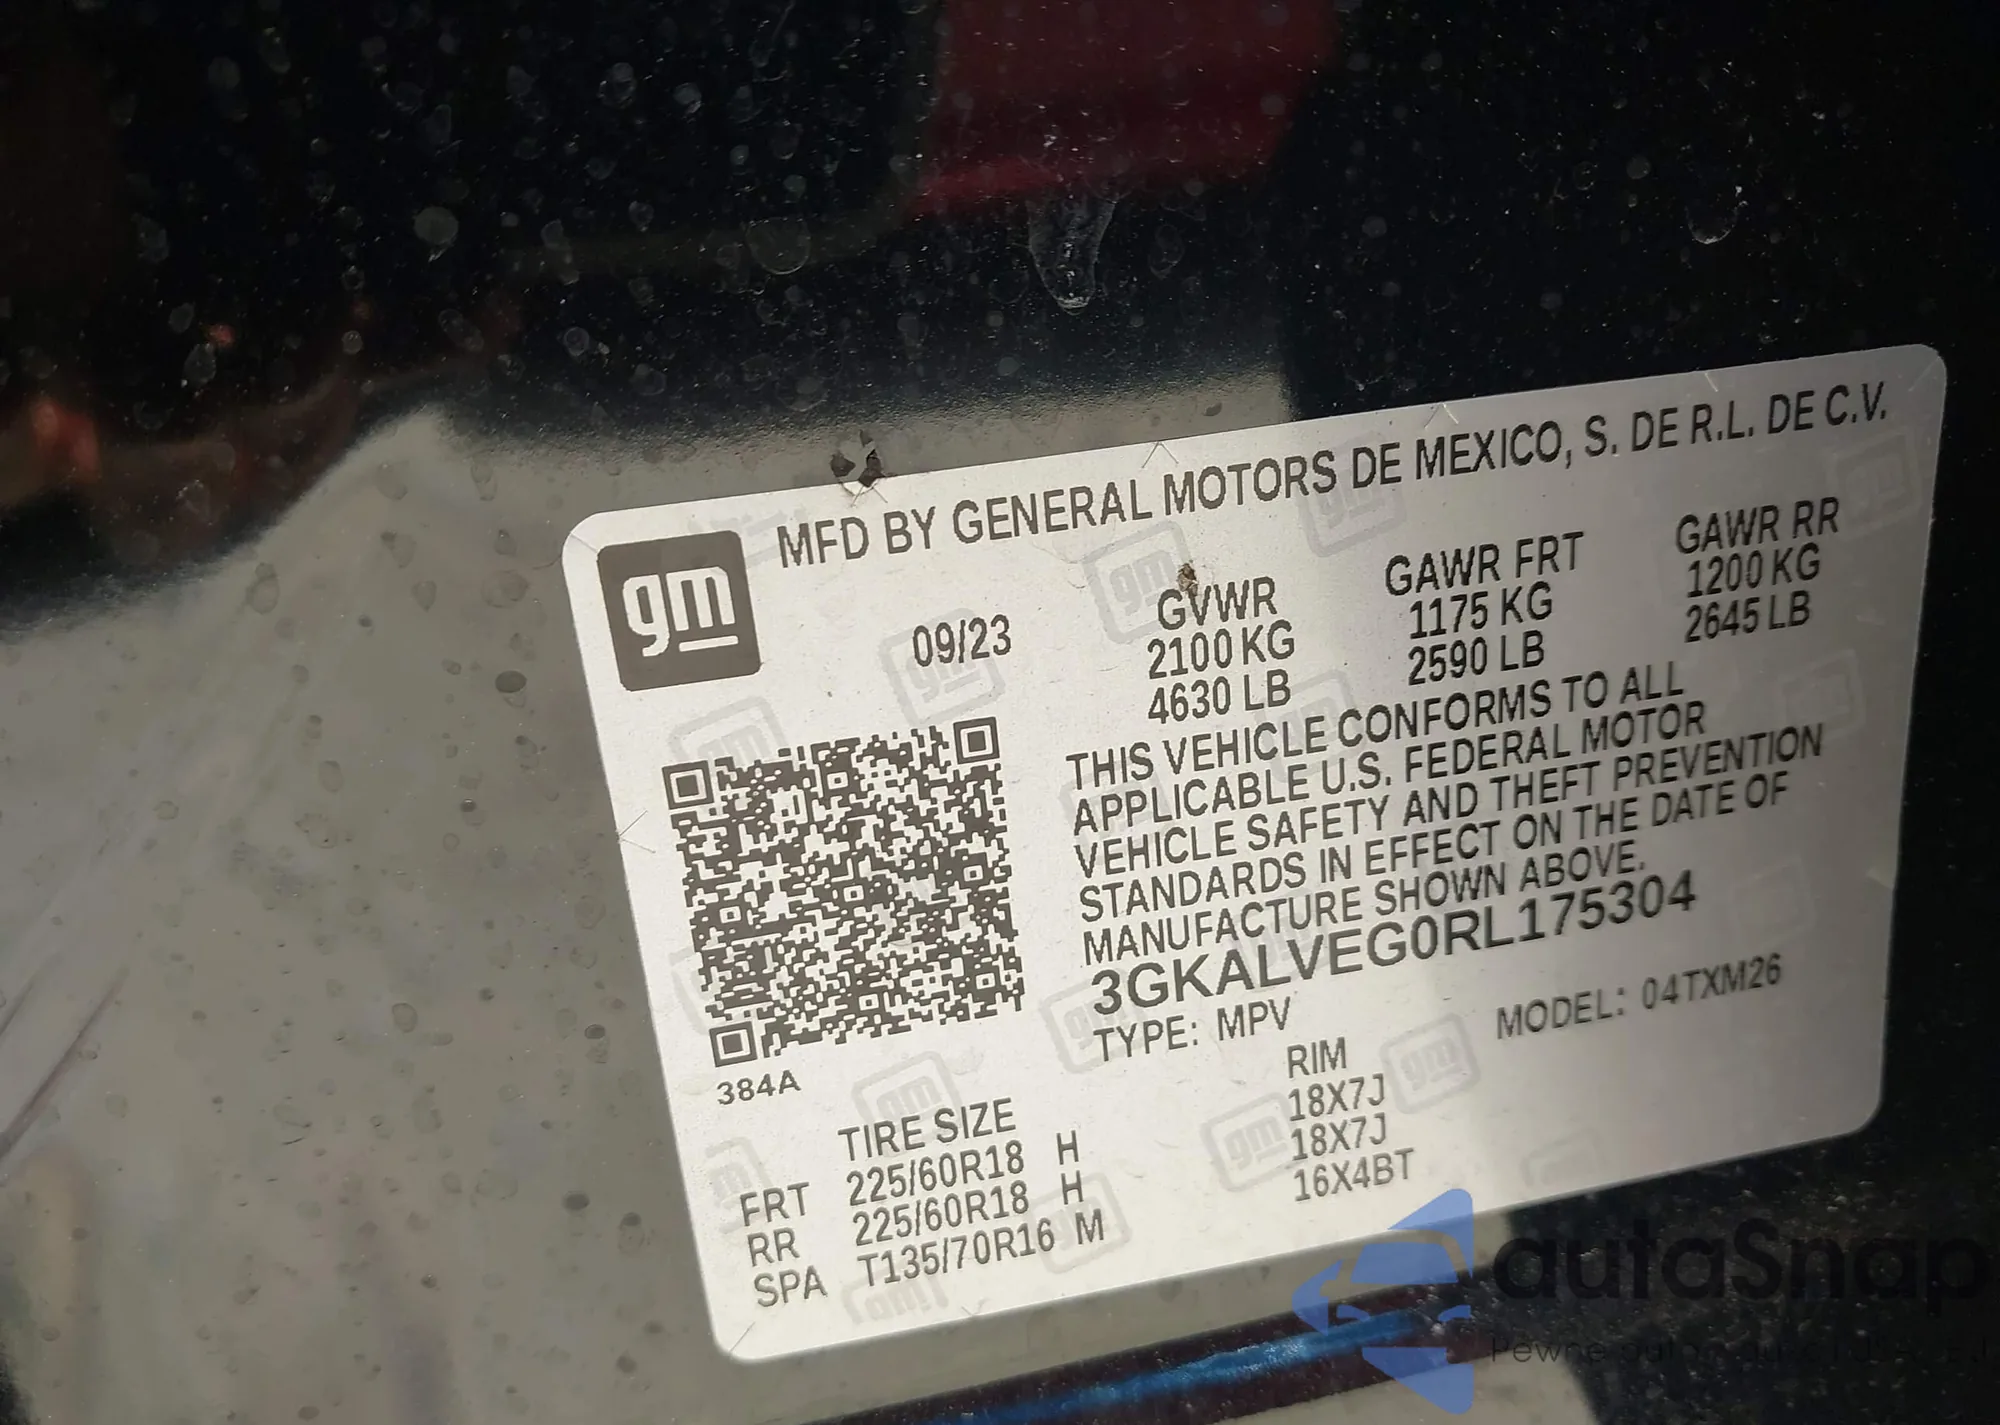 gm
MFD BY GENERAL MOTORS DE MEXICO, S. DE R.L. DE C.V.
09/23
GVWR
2100 KG
4630 LB
GAWR FRT
1175 KG
2590 LB
GAWR RR
1200 KG
2645 LB
THIS VEHICLE CONFORMS TO ALL
APPLICABLE U.S. FEDERAL MOTOR
VEHICLE SAFETY AND THEFT PREVENTION
STANDARDS IN EFFECT ON THE DATE OF
MANUFACTURE SHOWN ABOVE.
3GKALVEG0RL175304
TYPE: MPV
MODEL: 04TXM26
384A
TIRE SIZE
RIM
FRT 225/60R18 H 18X7J
RR 225/60R18 H 18X7J
SPA T135/70R16 M 16X4BT
autaSnap
Pewne auto